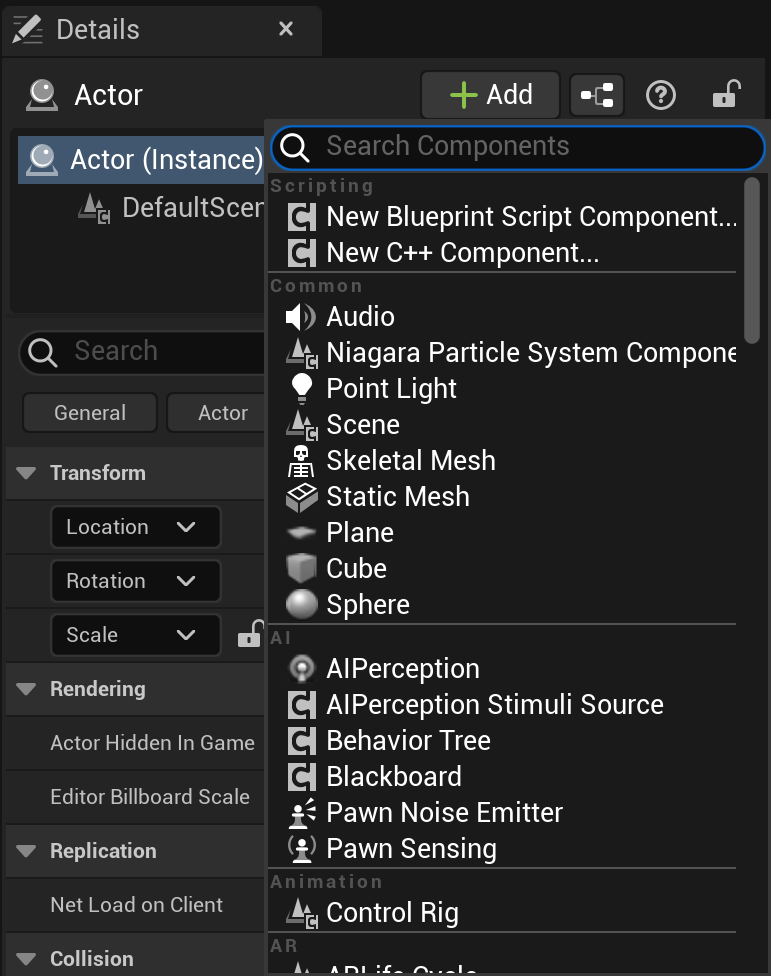 Details
Actor
Add
Actor (Instance)
DefaultScen
Search
General
Actor
Transform
Location
Rotation
Scale
Rendering
Actor Hidden In Game
Editor Billboard Scale
Replication
Net Load on Client
Collision
Search Components
Scripting
New Blueprint Script Component...
New C++ Component...
Common
Audio
Niagara Particle System Compone
Point Light
Scene
Skeletal Mesh
Static Mesh
Plane
Cube
Sphere
AI
AIPerception
AIPerception Stimuli Source
Behavior Tree
Blackboard
Pawn Noise Emitter
Pawn Sensing
Animation
Control Rig
AR
ARLife Cycle